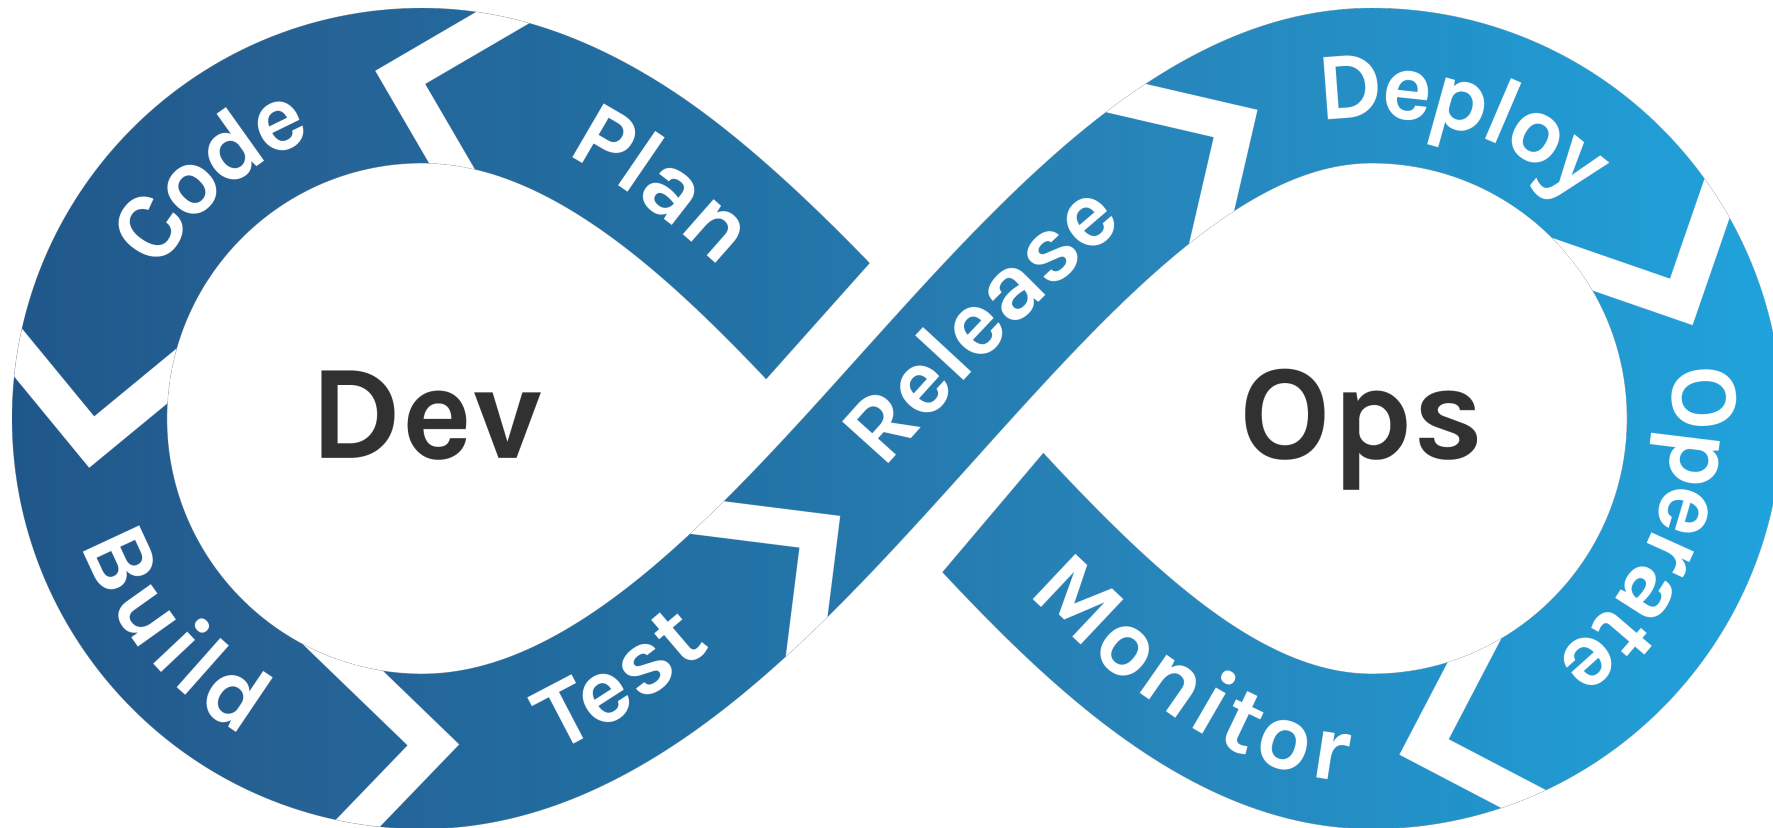 Plan
Code
Build
Test
Release
Deploy
Operate
Monitor
Dev
Ops